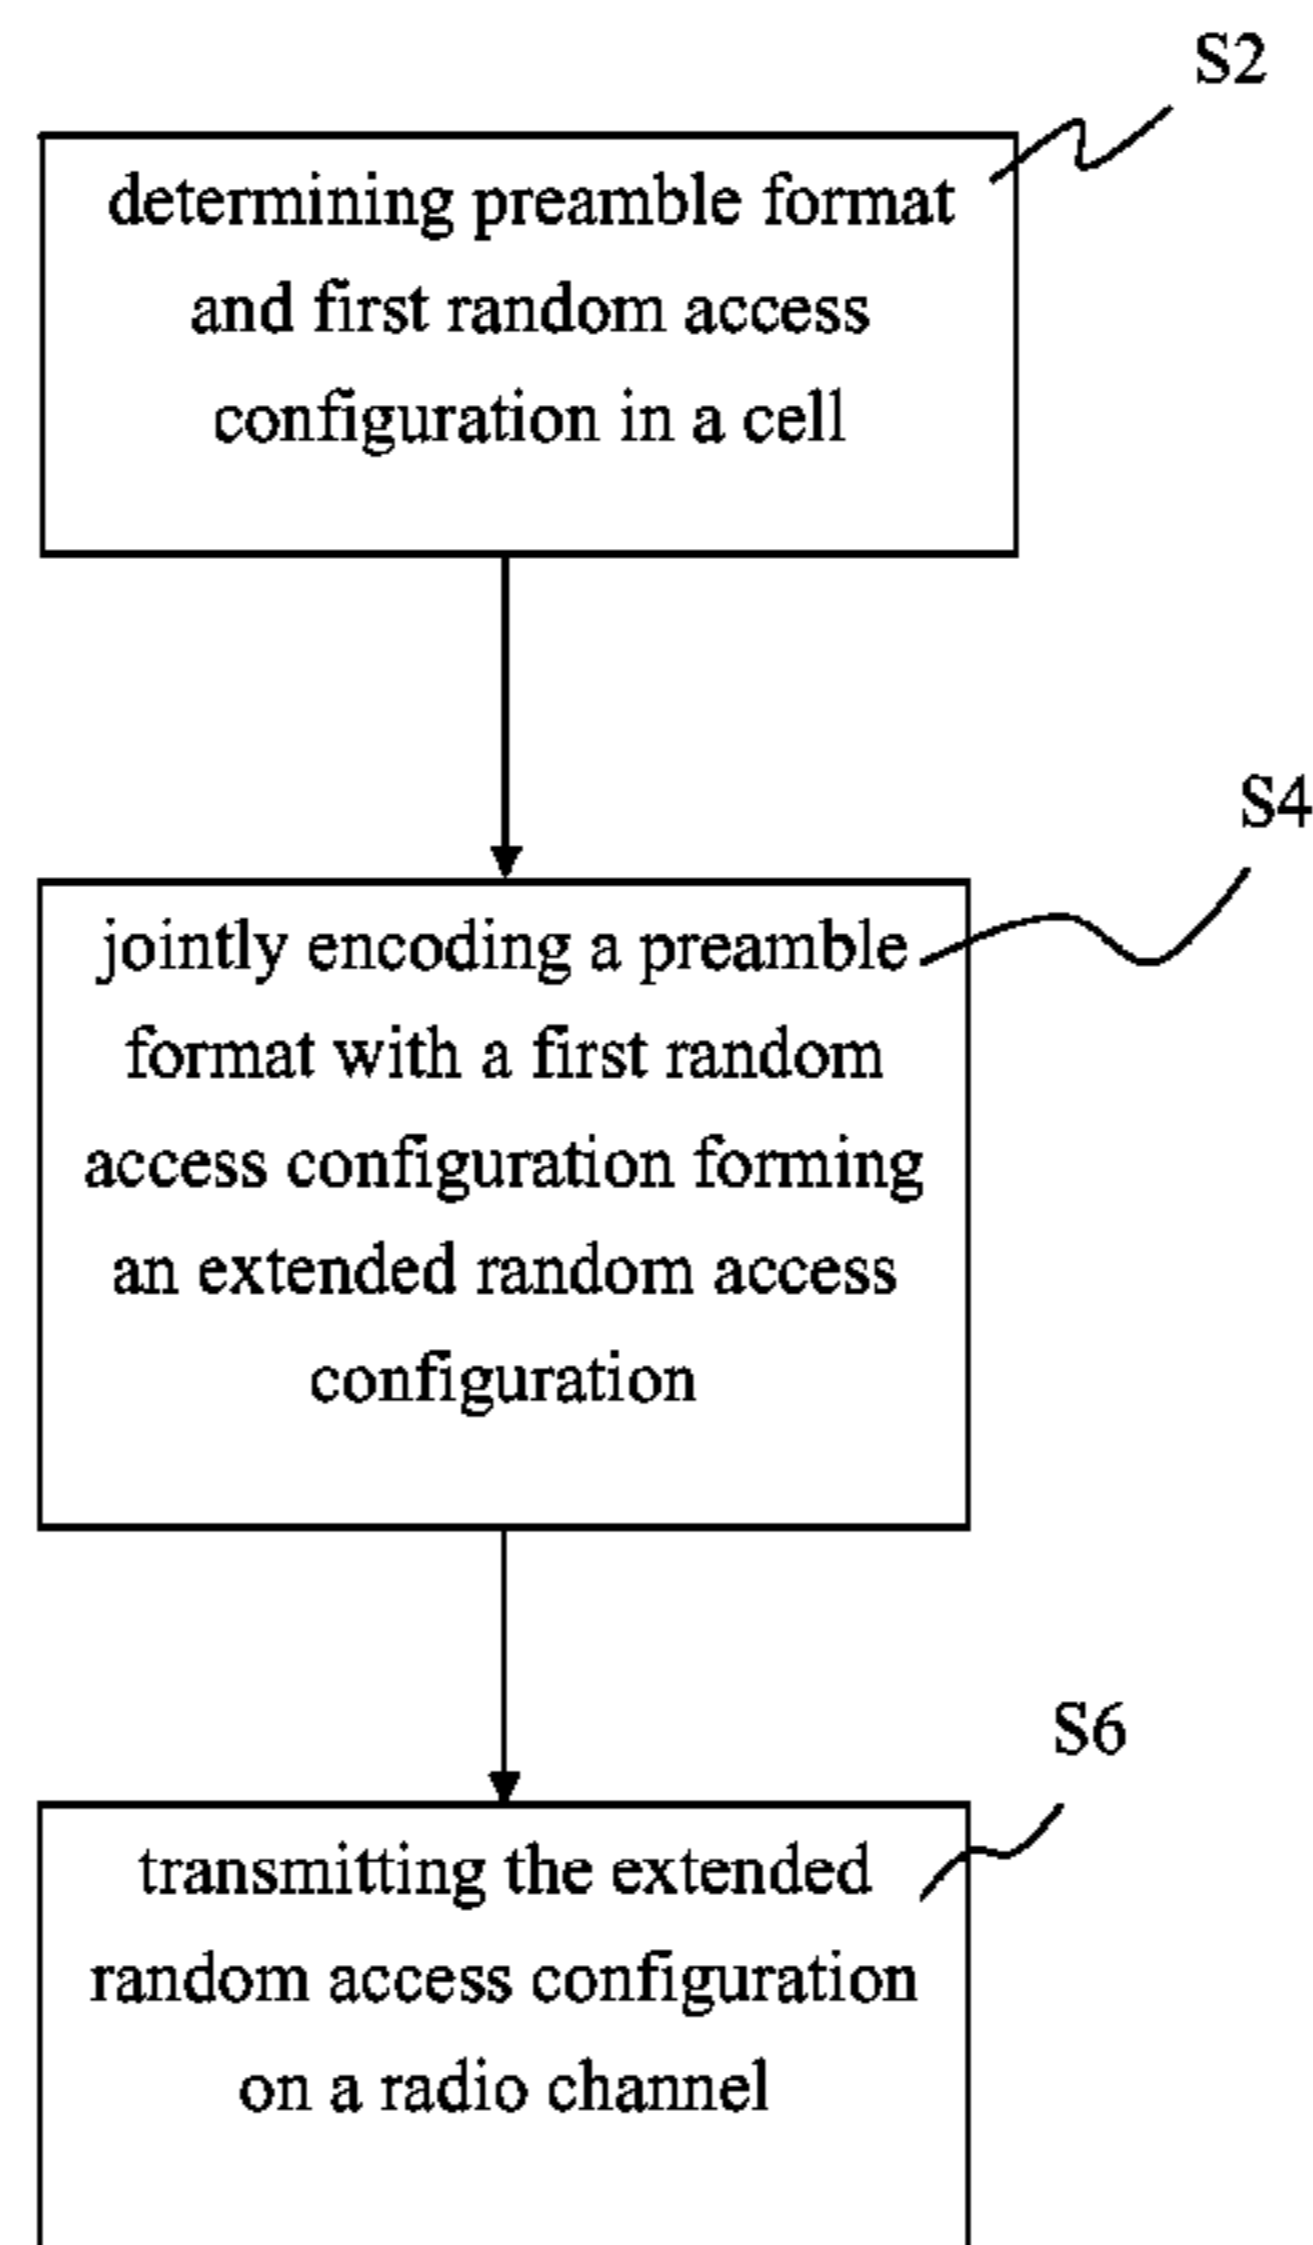 S2
determining preamble format
and first random access
configuration in a cell
S4
jointly encoding a preamble
format with a first random
access configuration forming
an extended random access
configuration
S6
transmitting the extended
random access configuration
on a radio channel